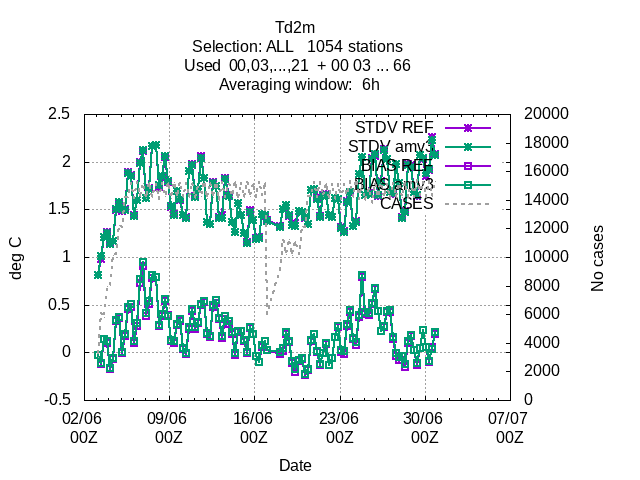 Td2m
Selection: ALL 1054 stations
Used 00,03,...,21 + 00 03 ... 66
Averaging window: 6h
2.5
2
1.5
1
0.5
0
-0.5
deg C
20000
18000
16000
14000
12000
10000
8000
6000
4000
2000
0
No cases
STDV REF
STDV amv3
BIAS REF
BIAS amv3
CASES
02/06 09/06 16/06 23/06 30/06 07/07
00Z 00Z 00Z 00Z 00Z 00Z
Date